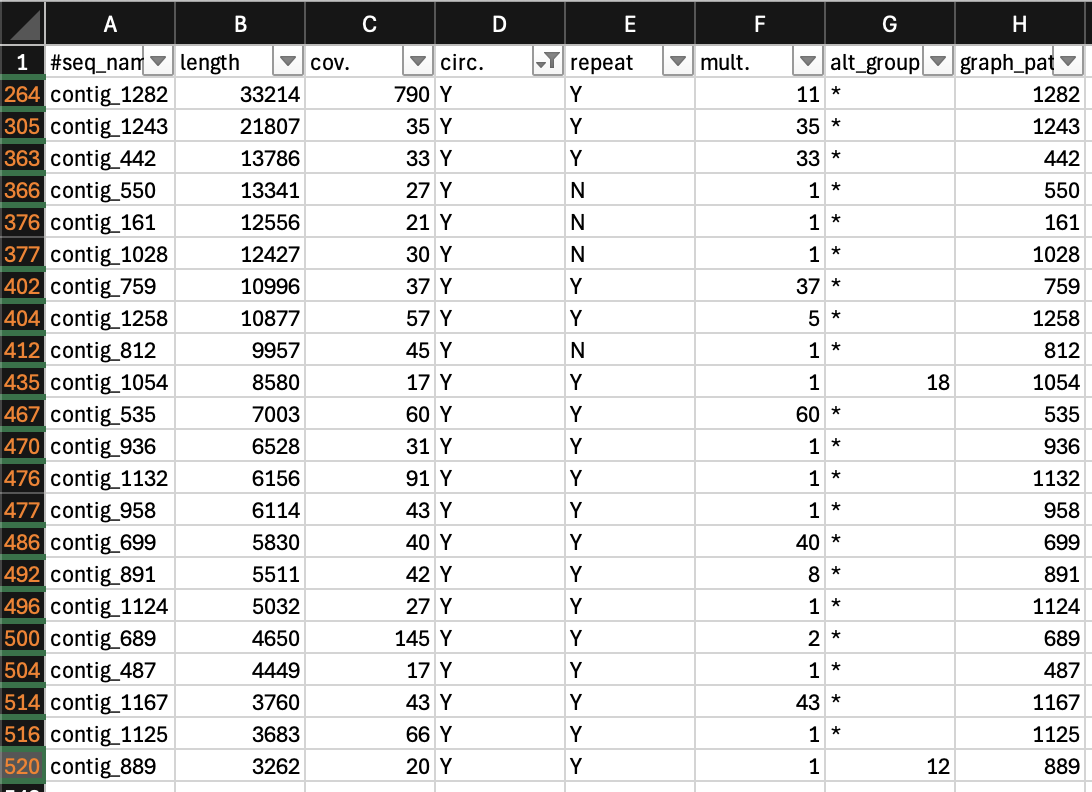 A B C D E F G H
1 #seq_nam length cov. circ. repeat mult. alt_group graph_pat
264 contig_1282 33214 790 Y Y 11 * 1282
305 contig_1243 21807 35 Y Y 35 * 1243
363 contig_442 13786 33 Y Y 33 * 442
366 contig_550 13341 27 Y N 1 * 550
376 contig_161 12556 21 Y N 1 * 161
377 contig_1028 12427 30 Y N 1 * 1028
402 contig_759 10996 37 Y Y 37 * 759
404 contig_1258 10877 57 Y Y 5 * 1258
412 contig_812 9957 45 Y N 1 * 812
435 contig_1054 8580 17 Y Y 1 18 1054
467 contig_535 7003 60 Y Y 60 * 535
470 contig_936 6528 31 Y Y 1 * 936
476 contig_1132 6156 91 Y Y 1 * 1132
477 contig_958 6114 43 Y Y 1 * 958
486 contig_699 5830 40 Y Y 40 * 699
492 contig_891 5511 42 Y Y 8 * 891
496 contig_1124 5032 27 Y Y 1 * 1124
500 contig_689 4650 145 Y Y 2 * 689
504 contig_487 4449 17 Y Y 1 * 487
514 contig_1167 3760 43 Y Y 43 * 1167
516 contig_1125 3683 66 Y Y 1 * 1125
520 contig_889 3262 20 Y Y 1 12 889